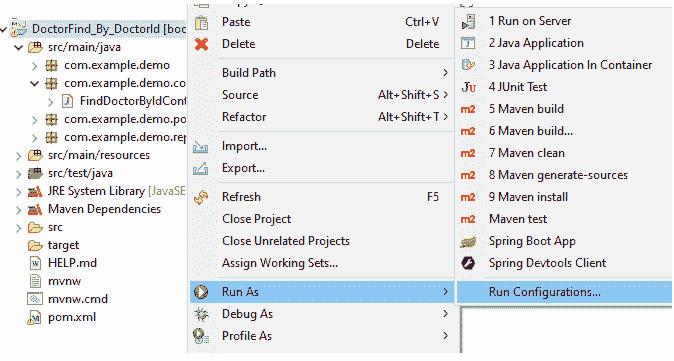 DoctorFind_By_DoctorId [boo
src/main/java
com.example.demo
com.example.demo.co
FindDoctorByIdCont
com.example.demo.po
com.example.demo.rep
src/main/resources
src/test/java
JRE System Library [JavaSE
Maven Dependencies
src
target
HELP.md
mvnw
mvnw.cmd
pom.xml
Paste Ctrl+V
Delete Delete
Build Path
Source Alt+Shift+S
Refactor Alt+Shift+T
Import...
Export...
Refresh F5
Close Project
Close Unrelated Projects
Assign Working Sets...
Run As
Debug As
Profile As
1 Run on Server
2 Java Application
3 Java Application In Container
4 JUnit Test
5 Maven build
6 Maven build...
7 Maven clean
8 Maven generate-sources
9 Maven install
Maven test
Spring Boot App
Spring Devtools Client
Run Configurations...